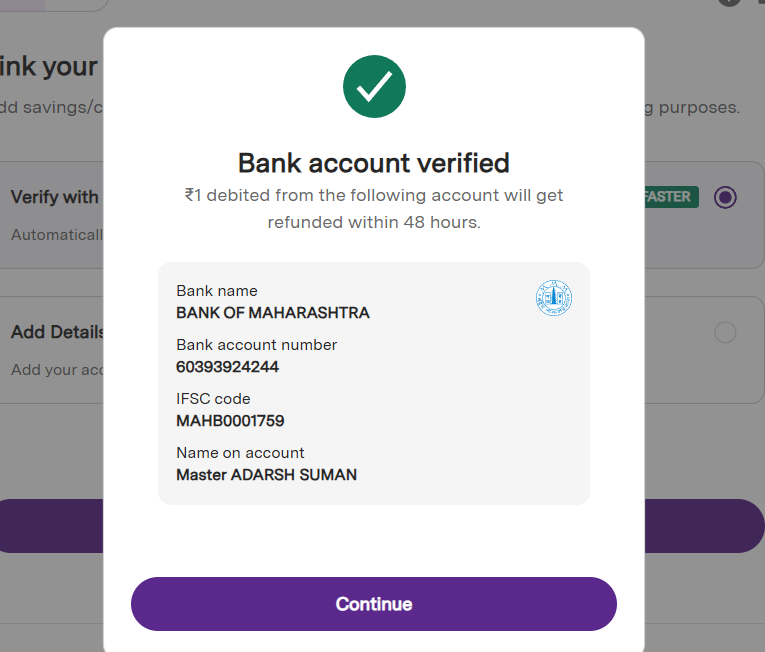 ink your
dd savings/c
g purposes.
Verify with
FASTER
Automaticall
Add Details
Add your acc
Bank account verified
₹1 debited from the following account will get
refunded within 48 hours.
Bank name
BANK OF MAHARASHTRA
Bank account number
60393924244
IFSC code
MAHB0001759
Name on account
Master ADARSH SUMAN
Continue